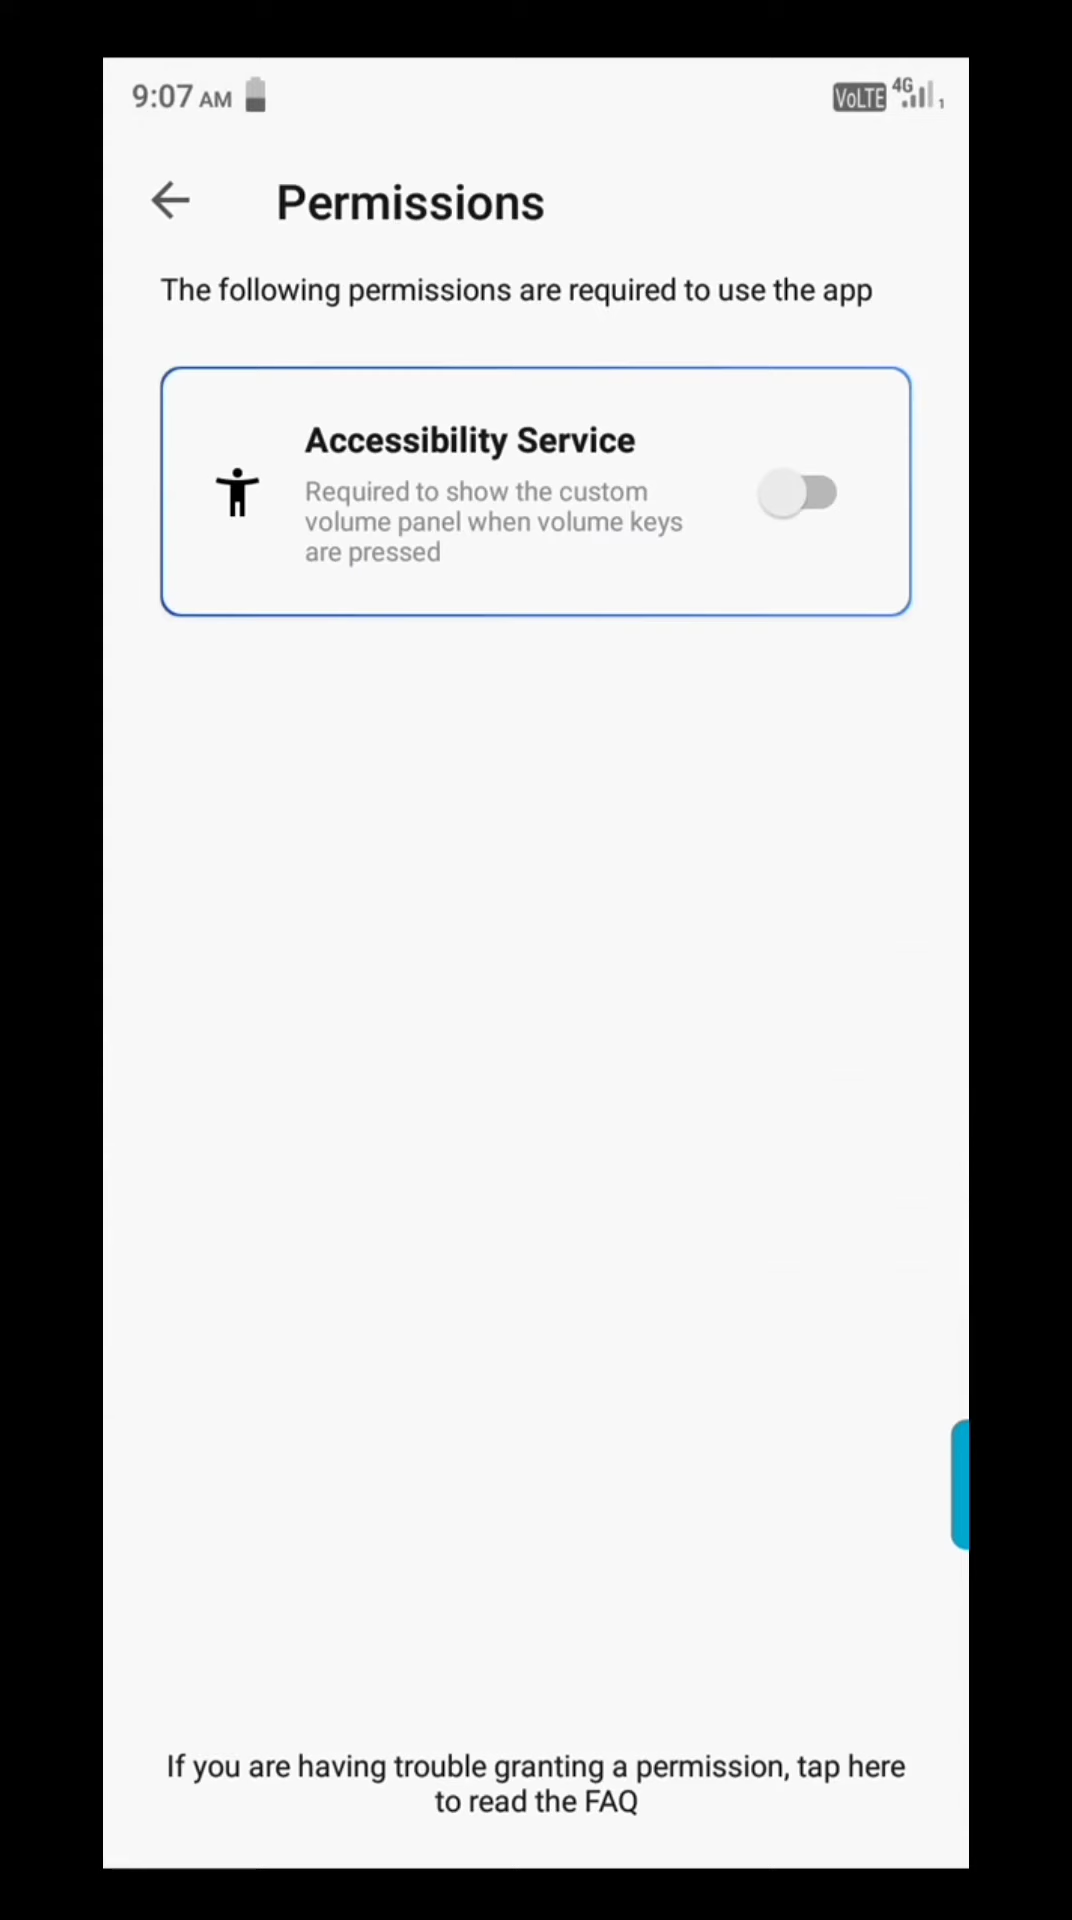 9:07 AM
VoLTE 4G 1
Permissions
The following permissions are required to use the app
Accessibility Service
Required to show the custom
volume panel when volume keys
are pressed
If you are having trouble granting a permission, tap here
to read the FAQ